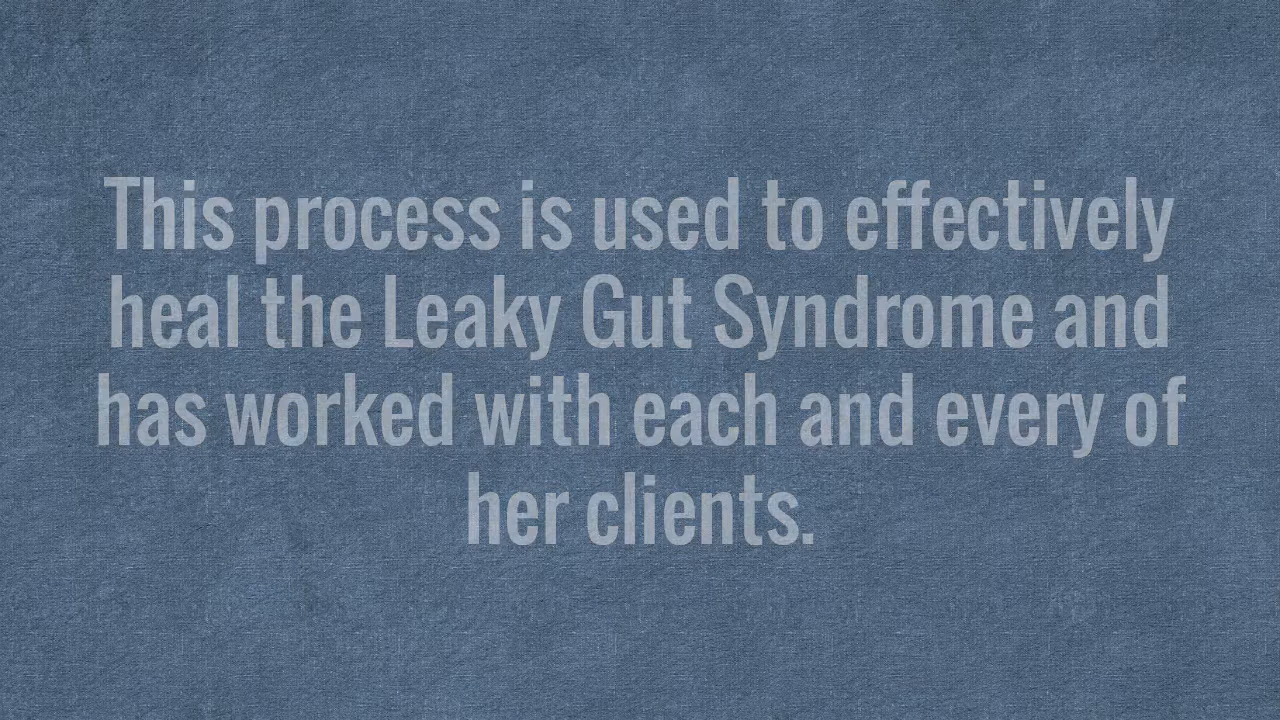 This process is used to effectively
heal the Leaky Gut Syndrome and
has worked with each and every of
her clients.